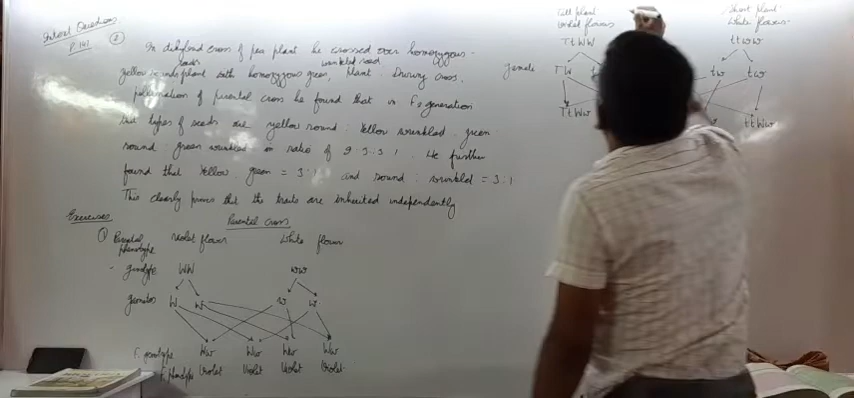 Intext Questions
P. 141 ②
In dihybrid cross of pea plant he crossed over homozygous
yellow round plant with homozygous green, wrinkled seed plant. During cross,
pollination of parental cross he found that in F2 generation
the types of seeds are yellow round : Yellow wrinkled : green
round green wrinkled in ratio of 9:3:3:1. He further
found that Yellow green = 3:1 and round : wrinkled = 3:1
This clearly proves that the traits are inherited independently
Exercises
Parental Cross
① Parental phenotype violet flower White flower
genotype WW ww
gametes W W w w
F1 genotype Ww Ww Ww Ww
F1 phenotype Violet Violet Violet Violet
Tall plant Short plant
Violet flowers White flowers
TtWW ttww
gamete TW tw tw
TtWw ttWw